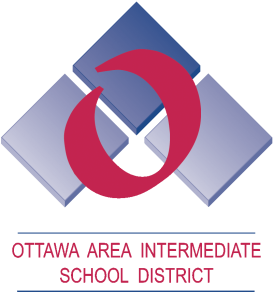 OTTAWA AREA INTERMEDIATE
SCHOOL DISTRICT